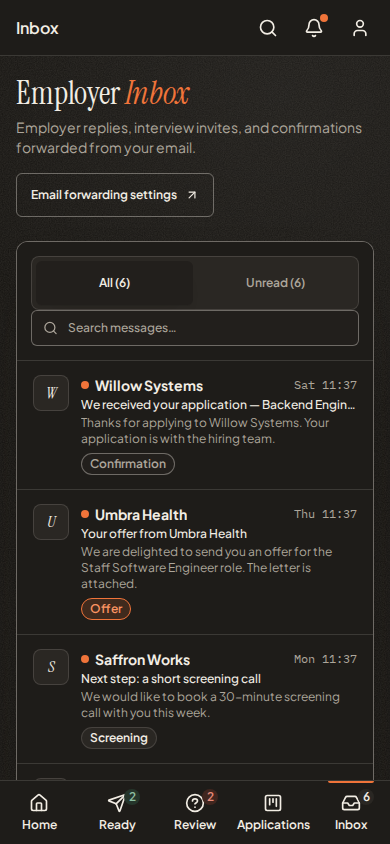 Inbox
Employer Inbox
Employer replies, interview invites, and confirmations
forwarded from your email.
Email forwarding settings
All (6)
Unread (6)
Search messages...
W
Willow Systems
Sat 11:37
We received your application — Backend Engin...
Thanks for applying to Willow Systems. Your
application is with the hiring team.
Confirmation
U
Umbra Health
Thu 11:37
Your offer from Umbra Health
We are delighted to send you an offer for the
Staff Software Engineer role. The letter is
attached.
Offer
S
Saffron Works
Mon 11:37
Next step: a short screening call
We would like to book a 30-minute screening
call with you this week.
Screening
2
2
6
Home
Ready
Review
Applications
Inbox